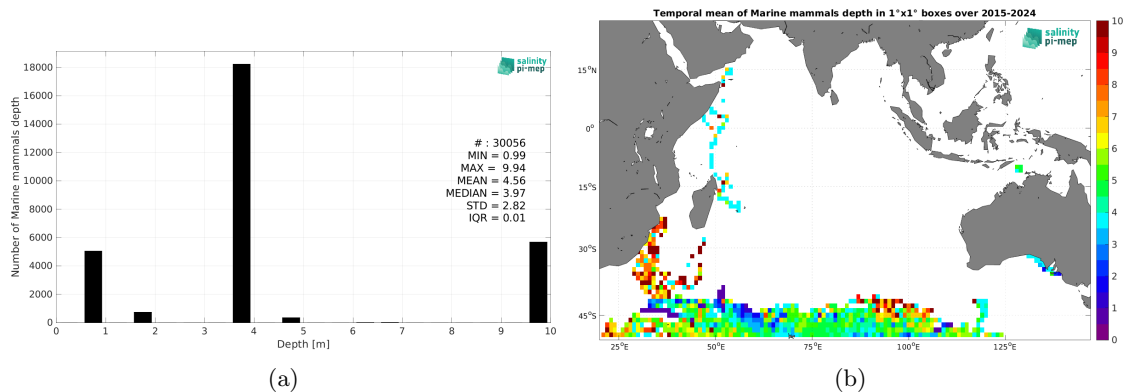 salinity
pi-mep
Number of Marine mammals depth
18000
16000
14000
12000
10000
8000
6000
4000
2000
0
# : 30056
MIN = 0.99
MAX = 9.94
MEAN = 4.56
MEDIAN = 3.97
STD = 2.82
IQR = 0.01
0 1 2 3 4 5 6 7 8 9 10
Depth [m]
(a)
Temporal mean of Marine mammals depth in 1°x1° boxes over 2015-2024
salinity
pi-mep
15°N
0°
15°S
30°S
45°S
25°E 50°E 75°E 100°E 125°E
10
9
8
7
6
5
4
3
2
1
0
(b)